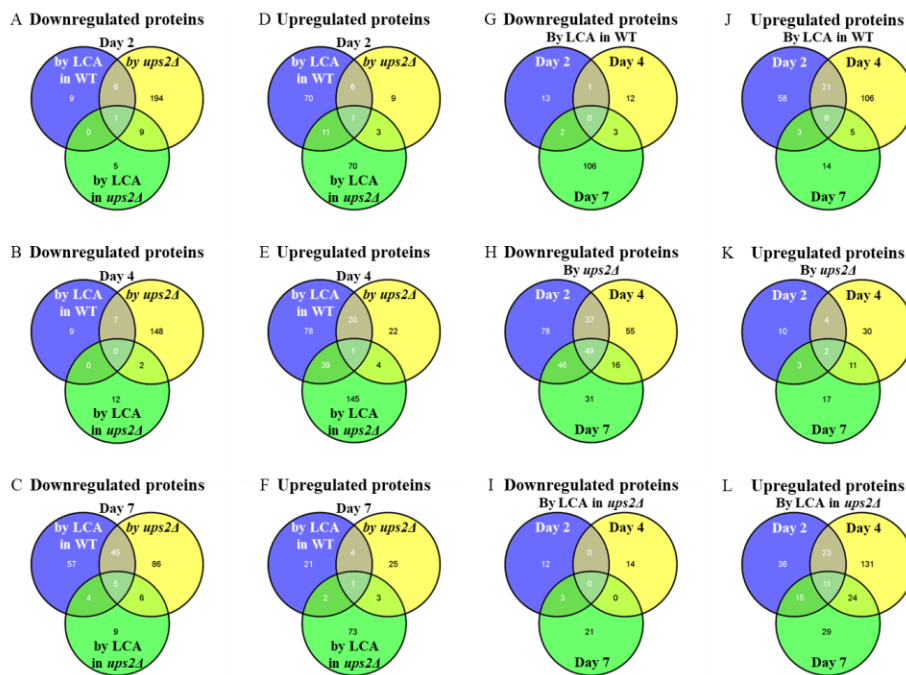 A Downregulated proteins
Day 2
by LCA
in WT
by ups2Δ
9
6
194
1
0
9
5
by LCA
in ups2Δ
D Upregulated proteins
Day 2
by LCA
in WT
by ups2Δ
70
6
9
1
11
3
70
by LCA
in ups2Δ
G Downregulated proteins
By LCA in WT
Day 2
Day 4
13
1
12
0
2
3
106
Day 7
J Upregulated proteins
By LCA in WT
Day 2
Day 4
58
21
106
6
3
5
14
Day 7
B Downregulated proteins
Day 4
by LCA
in WT
by ups2Δ
9
7
148
0
0
2
12
by LCA
in ups2Δ
E Upregulated proteins
Day 4
by LCA
in WT
by ups2Δ
78
20
22
1
39
4
145
by LCA
in ups2Δ
H Downregulated proteins
By ups2Δ
Day 2
Day 4
78
37
55
49
46
16
31
Day 7
K Upregulated proteins
By ups2Δ
Day 2
Day 4
10
4
30
2
3
11
17
Day 7
C Downregulated proteins
Day 7
by LCA
in WT
by ups2Δ
57
45
86
5
4
6
9
by LCA
in ups2Δ
F Upregulated proteins
Day 7
by LCA
in WT
by ups2Δ
21
4
25
1
2
3
73
by LCA
in ups2Δ
I Downregulated proteins
By LCA in ups2Δ
Day 2
Day 4
12
0
14
0
3
0
21
Day 7
L Upregulated proteins
By LCA in ups2Δ
Day 2
Day 4
36
23
131
11
15
24
29
Day 7